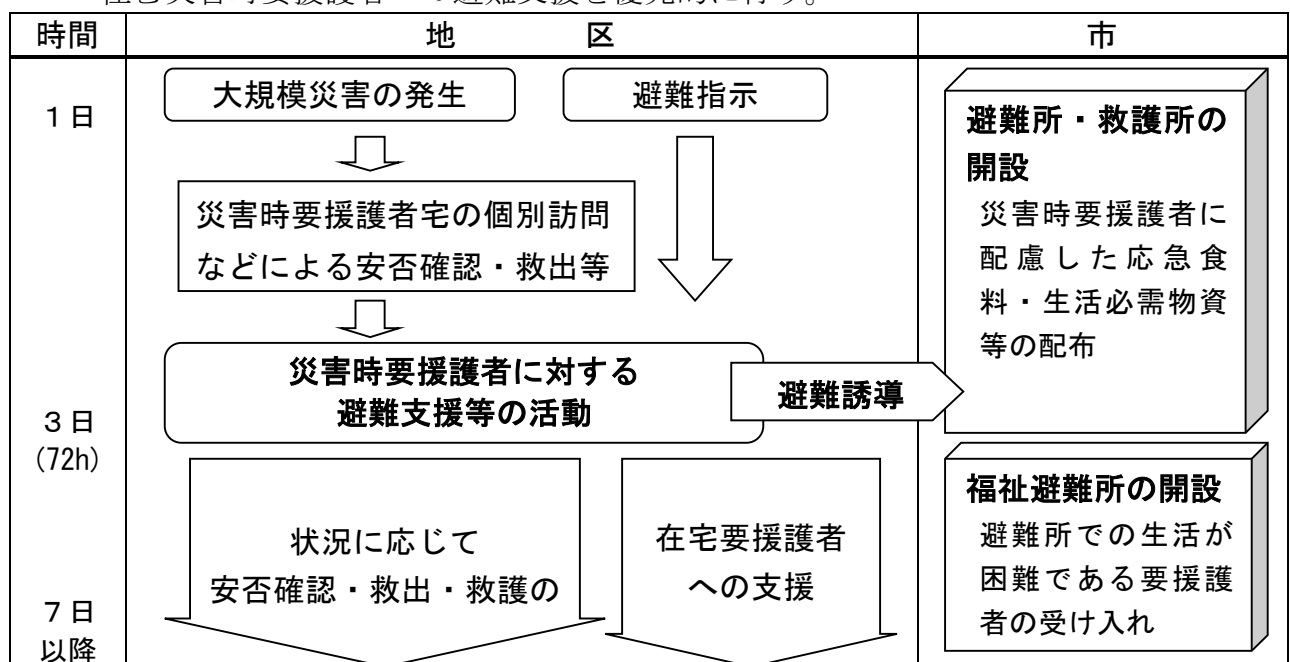 時間 地 区 市
1日
大規模災害の発生
避難指示
災害時要援護者宅の個別訪問
などによる安否確認・救出等
災害時要援護者に対する
避難支援等の活動
避難誘導
避難所・救護所の
開設
災害時要援護者に
配慮した応急食
料・生活必需物資
等の配布
3日
(72h)
状況に応じて
安否確認・救出・救護の
在宅要援護者
への支援
福祉避難所の開設
避難所での生活が
困難である要援護
者の受け入れ
7日
以降